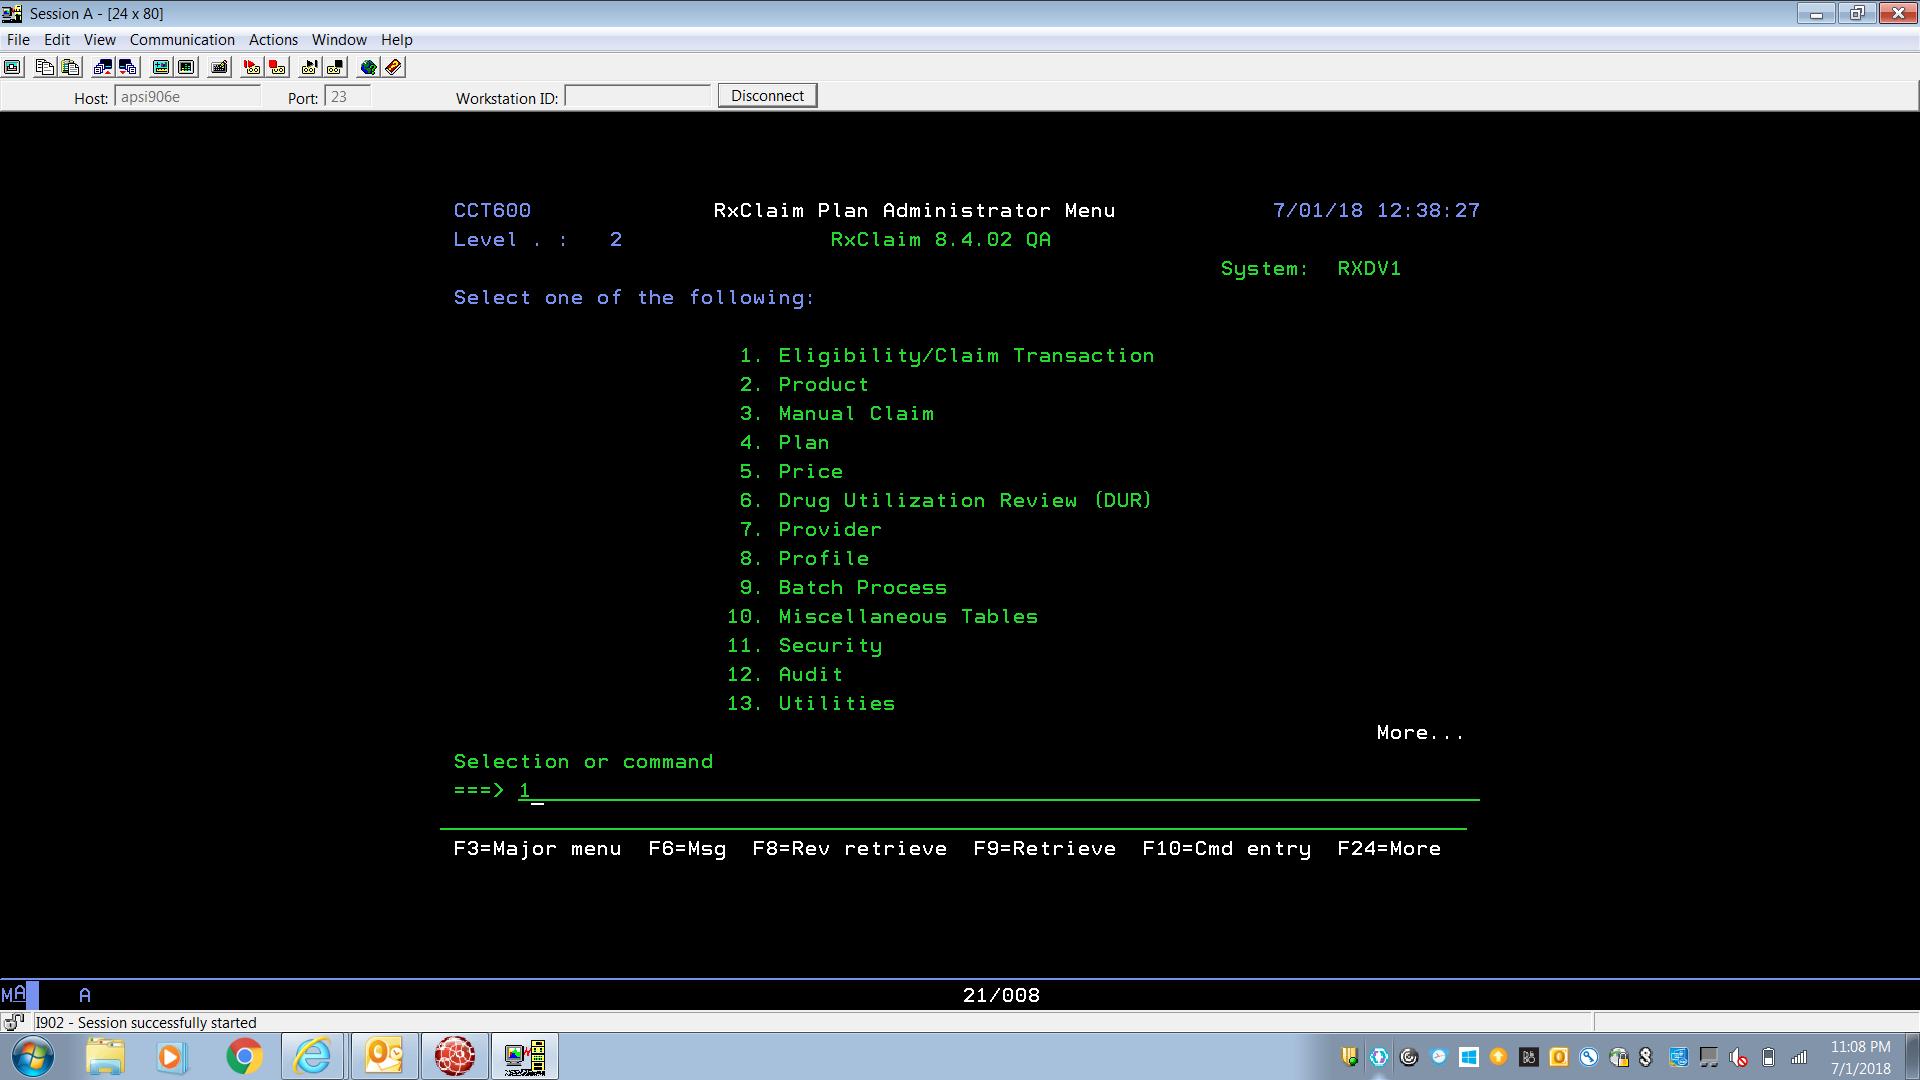 Session A - [24 x 80]
File Edit View Communication Actions Window Help
Host: apsi906e Port: 23 Workstation ID: Disconnect
CCT600 RxClaim Plan Administrator Menu 7/01/18 12:38:27
Level . : 2 RxClaim 8.4.02 QA
System: RXDV1
Select one of the following:
1. Eligibility/Claim Transaction
2. Product
3. Manual Claim
4. Plan
5. Price
6. Drug Utilization Review (DUR)
7. Provider
8. Profile
9. Batch Process
10. Miscellaneous Tables
11. Security
12. Audit
13. Utilities
More...
Selection or command
===> 1
F3=Major menu F6=Msg F8=Rev retrieve F9=Retrieve F10=Cmd entry F24=More
MA A 21/008
I902 - Session successfully started
11:08 PM
7/1/2018